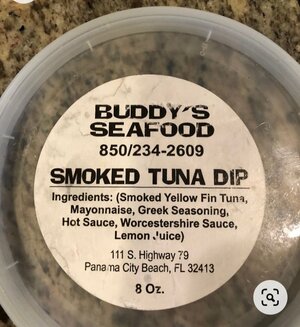 BUDDY'S
SEAFOOD
850/234-2609
SMOKED TUNA DIP
Ingredients: (Smoked Yellow Fin Tuna,
Mayonnaise, Greek Seasoning,
Hot Sauce, Worcestershire Sauce,
Lemon Juice)
111 S. Highway 79
Panama City Beach, FL 32413
8 Oz.